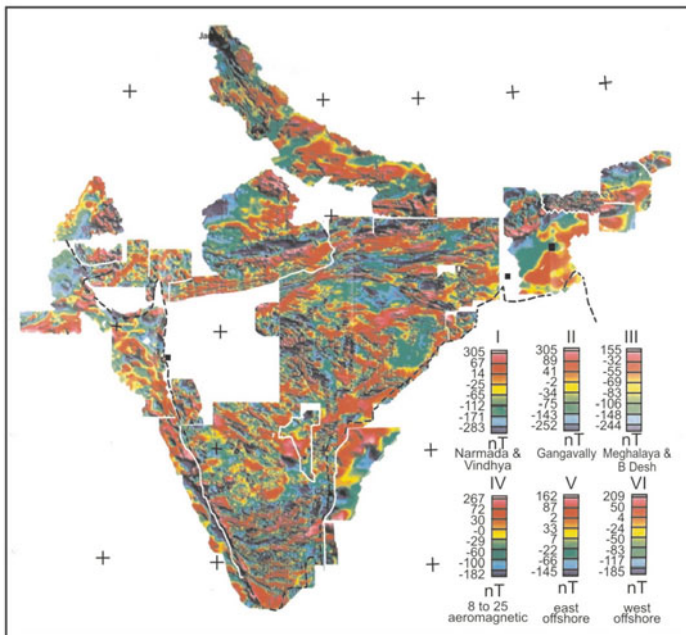 I
305
67
14
-25
-65
-112
-171
-283
nT
Narmada &
Vindhya
II
305
89
41
-2
-34
-75
-143
-252
nT
Gangavally
III
155
-32
-55
-69
-83
-106
-148
-244
nT
Meghalaya &
B Desh
IV
267
72
30
-0
-29
-60
-100
-182
nT
8 to 25
aeromagnetic
V
162
87
2
33
7
-22
-66
-145
nT
east
offshore
VI
209
50
4
-24
-50
-83
-117
-185
nT
west
offshore